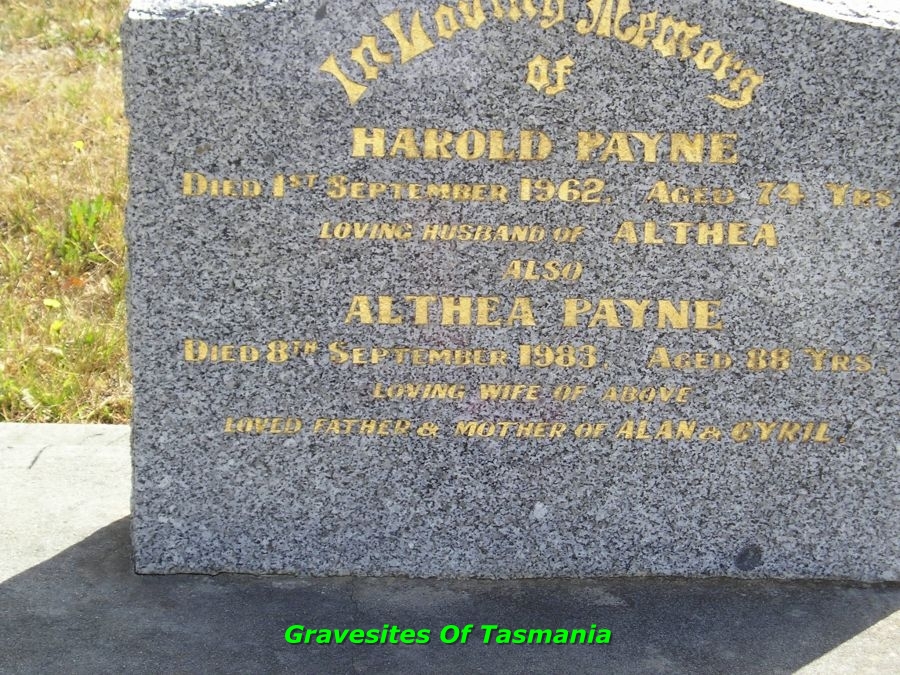 In Loving Memory
of
HAROLD PAYNE
DIED 1ST SEPTEMBER 1962. AGED 74 YRS.
LOVING HUSBAND OF ALTHEA
ALSO
ALTHEA PAYNE
DIED 8TH SEPTEMBER 1983. AGED 88 YRS.
LOVING WIFE OF ABOVE
LOVED FATHER & MOTHER OF ALAN & CYRIL.
Gravesites Of Tasmania